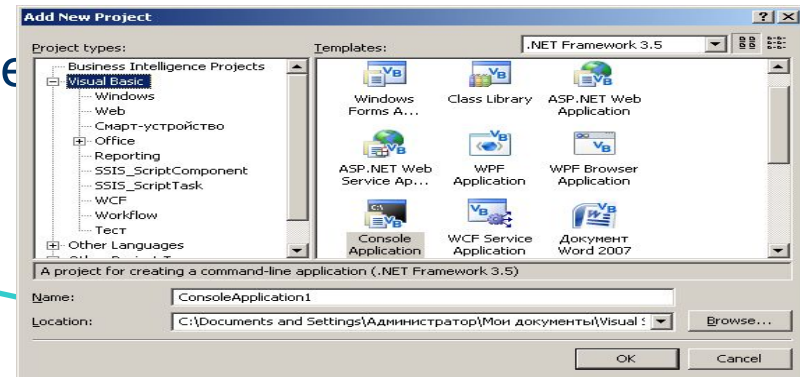 Add New Project
Project types:
Templates:
.NET Framework 3.5
Business Intelligence Projects
Visual Basic
Windows
Web
Смарт-устройство
Office
Reporting
SSIS_ScriptComponent
SSIS_ScriptTask
WCF
Workflow
Тест
Other Languages
Windows Forms A...
Class Library
ASP.NET Web Application
ASP.NET Web Service Ap...
WPF Application
WPF Browser Application
Console Application
WCF Service Application
Документ Word 2007
A project for creating a command-line application (.NET Framework 3.5)
Name:
ConsoleApplication1
Location:
C:\Documents and Settings\Администратор\Мои документы\Visual
Browse...
OK
Cancel